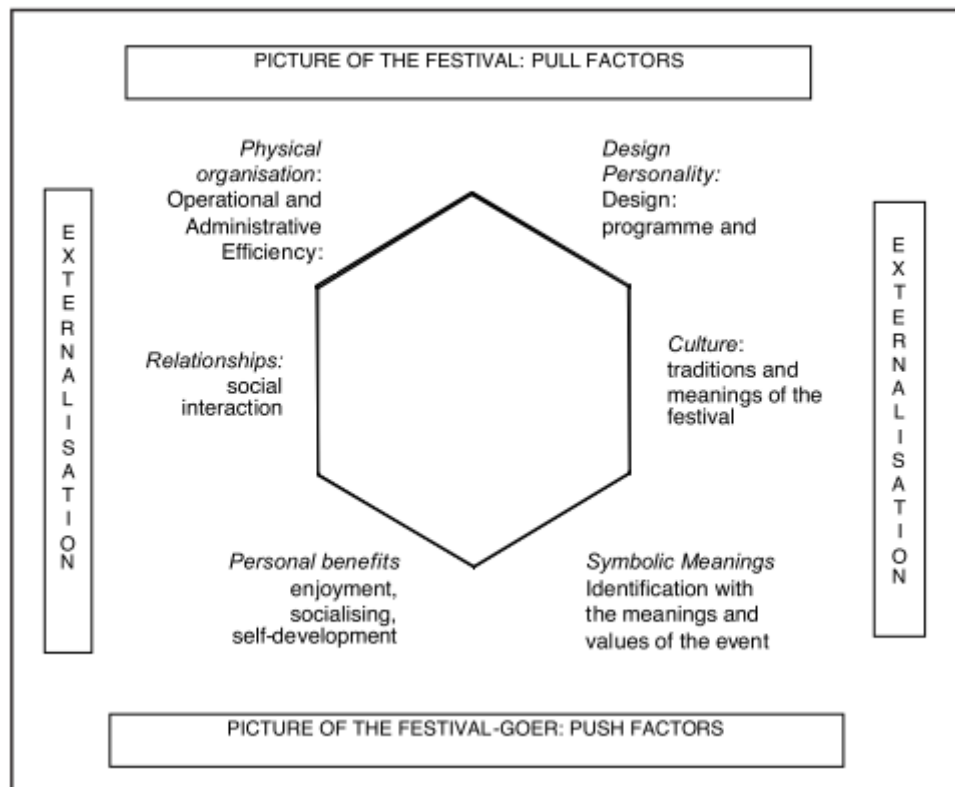 PICTURE OF THE FESTIVAL: PULL FACTORS
Physical
organisation:
Operational and
Administrative
Efficiency:
Design
Personality:
Design:
programme and
EXTERNALISATION
Relationships:
social
interaction
Culture:
traditions and
meanings of the
festival
EXTERNALISATION
Personal benefits
enjoyment,
socialising,
self-development
Symbolic Meanings
Identification with
the meanings and
values of the event
PICTURE OF THE FESTIVAL-GOER: PUSH FACTORS